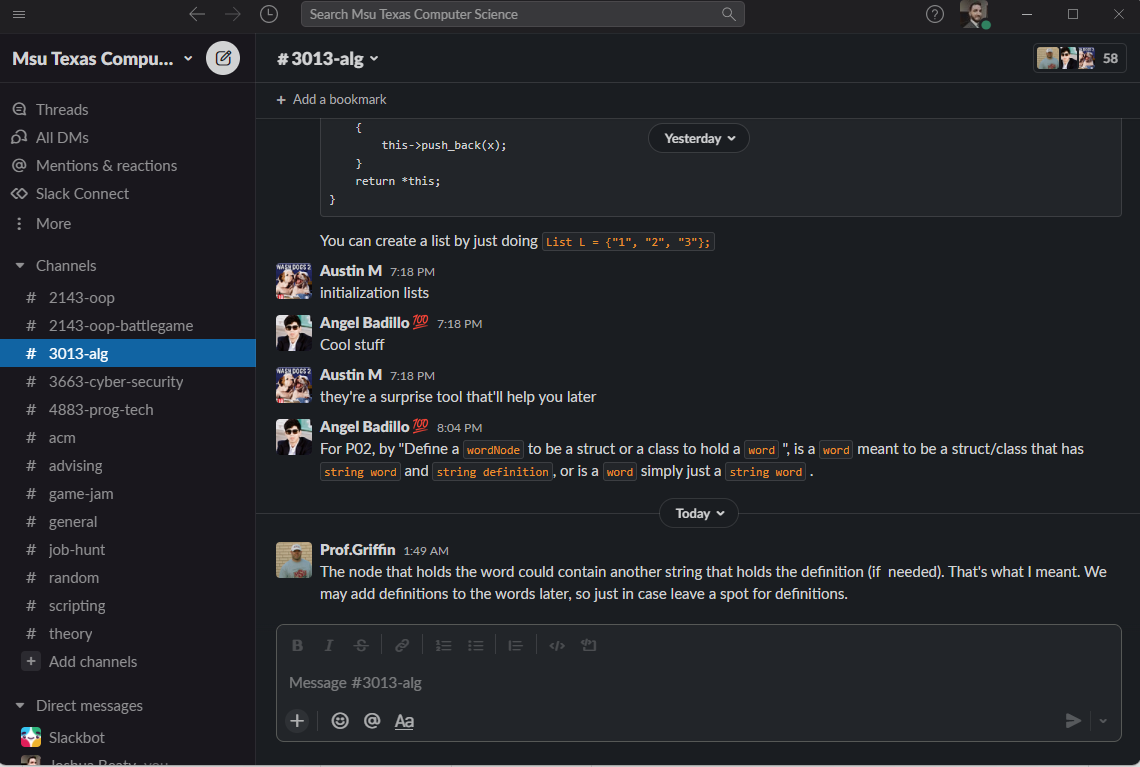 Search Msu Texas Computer Science
Msu Texas Compu...
# 3013-alg
58
Threads
All DMs
Mentions & reactions
Slack Connect
More
Channels
# 2143-oop
# 2143-oop-battlegame
# 3013-alg
# 3663-cyber-security
# 4883-prog-tech
# acm
# advising
# game-jam
# general
# job-hunt
# random
# scripting
# theory
+ Add channels
Direct messages
Slackbot
Joshua Beaty you
+ Add a bookmark
Yesterday
{
this->push_back(x);
}
return *this;
}
You can create a list by just doing List L = {"1", "2", "3"};
Austin M 7:18 PM
initialization lists
Angel Badillo 💯 7:18 PM
Cool stuff
Austin M 7:18 PM
they're a surprise tool that'll help you later
Angel Badillo 💯 8:04 PM
For P02, by "Define a wordNode to be a struct or a class to hold a word ", is a word meant to be a struct/class that has
string word and string definition, or is a word simply just a string word .
Today
Prof.Griffin 1:49 AM
The node that holds the word could contain another string that holds the definition (if needed). That's what I meant. We
may add definitions to the words later, so just in case leave a spot for definitions.
Message #3013-alg
Aa